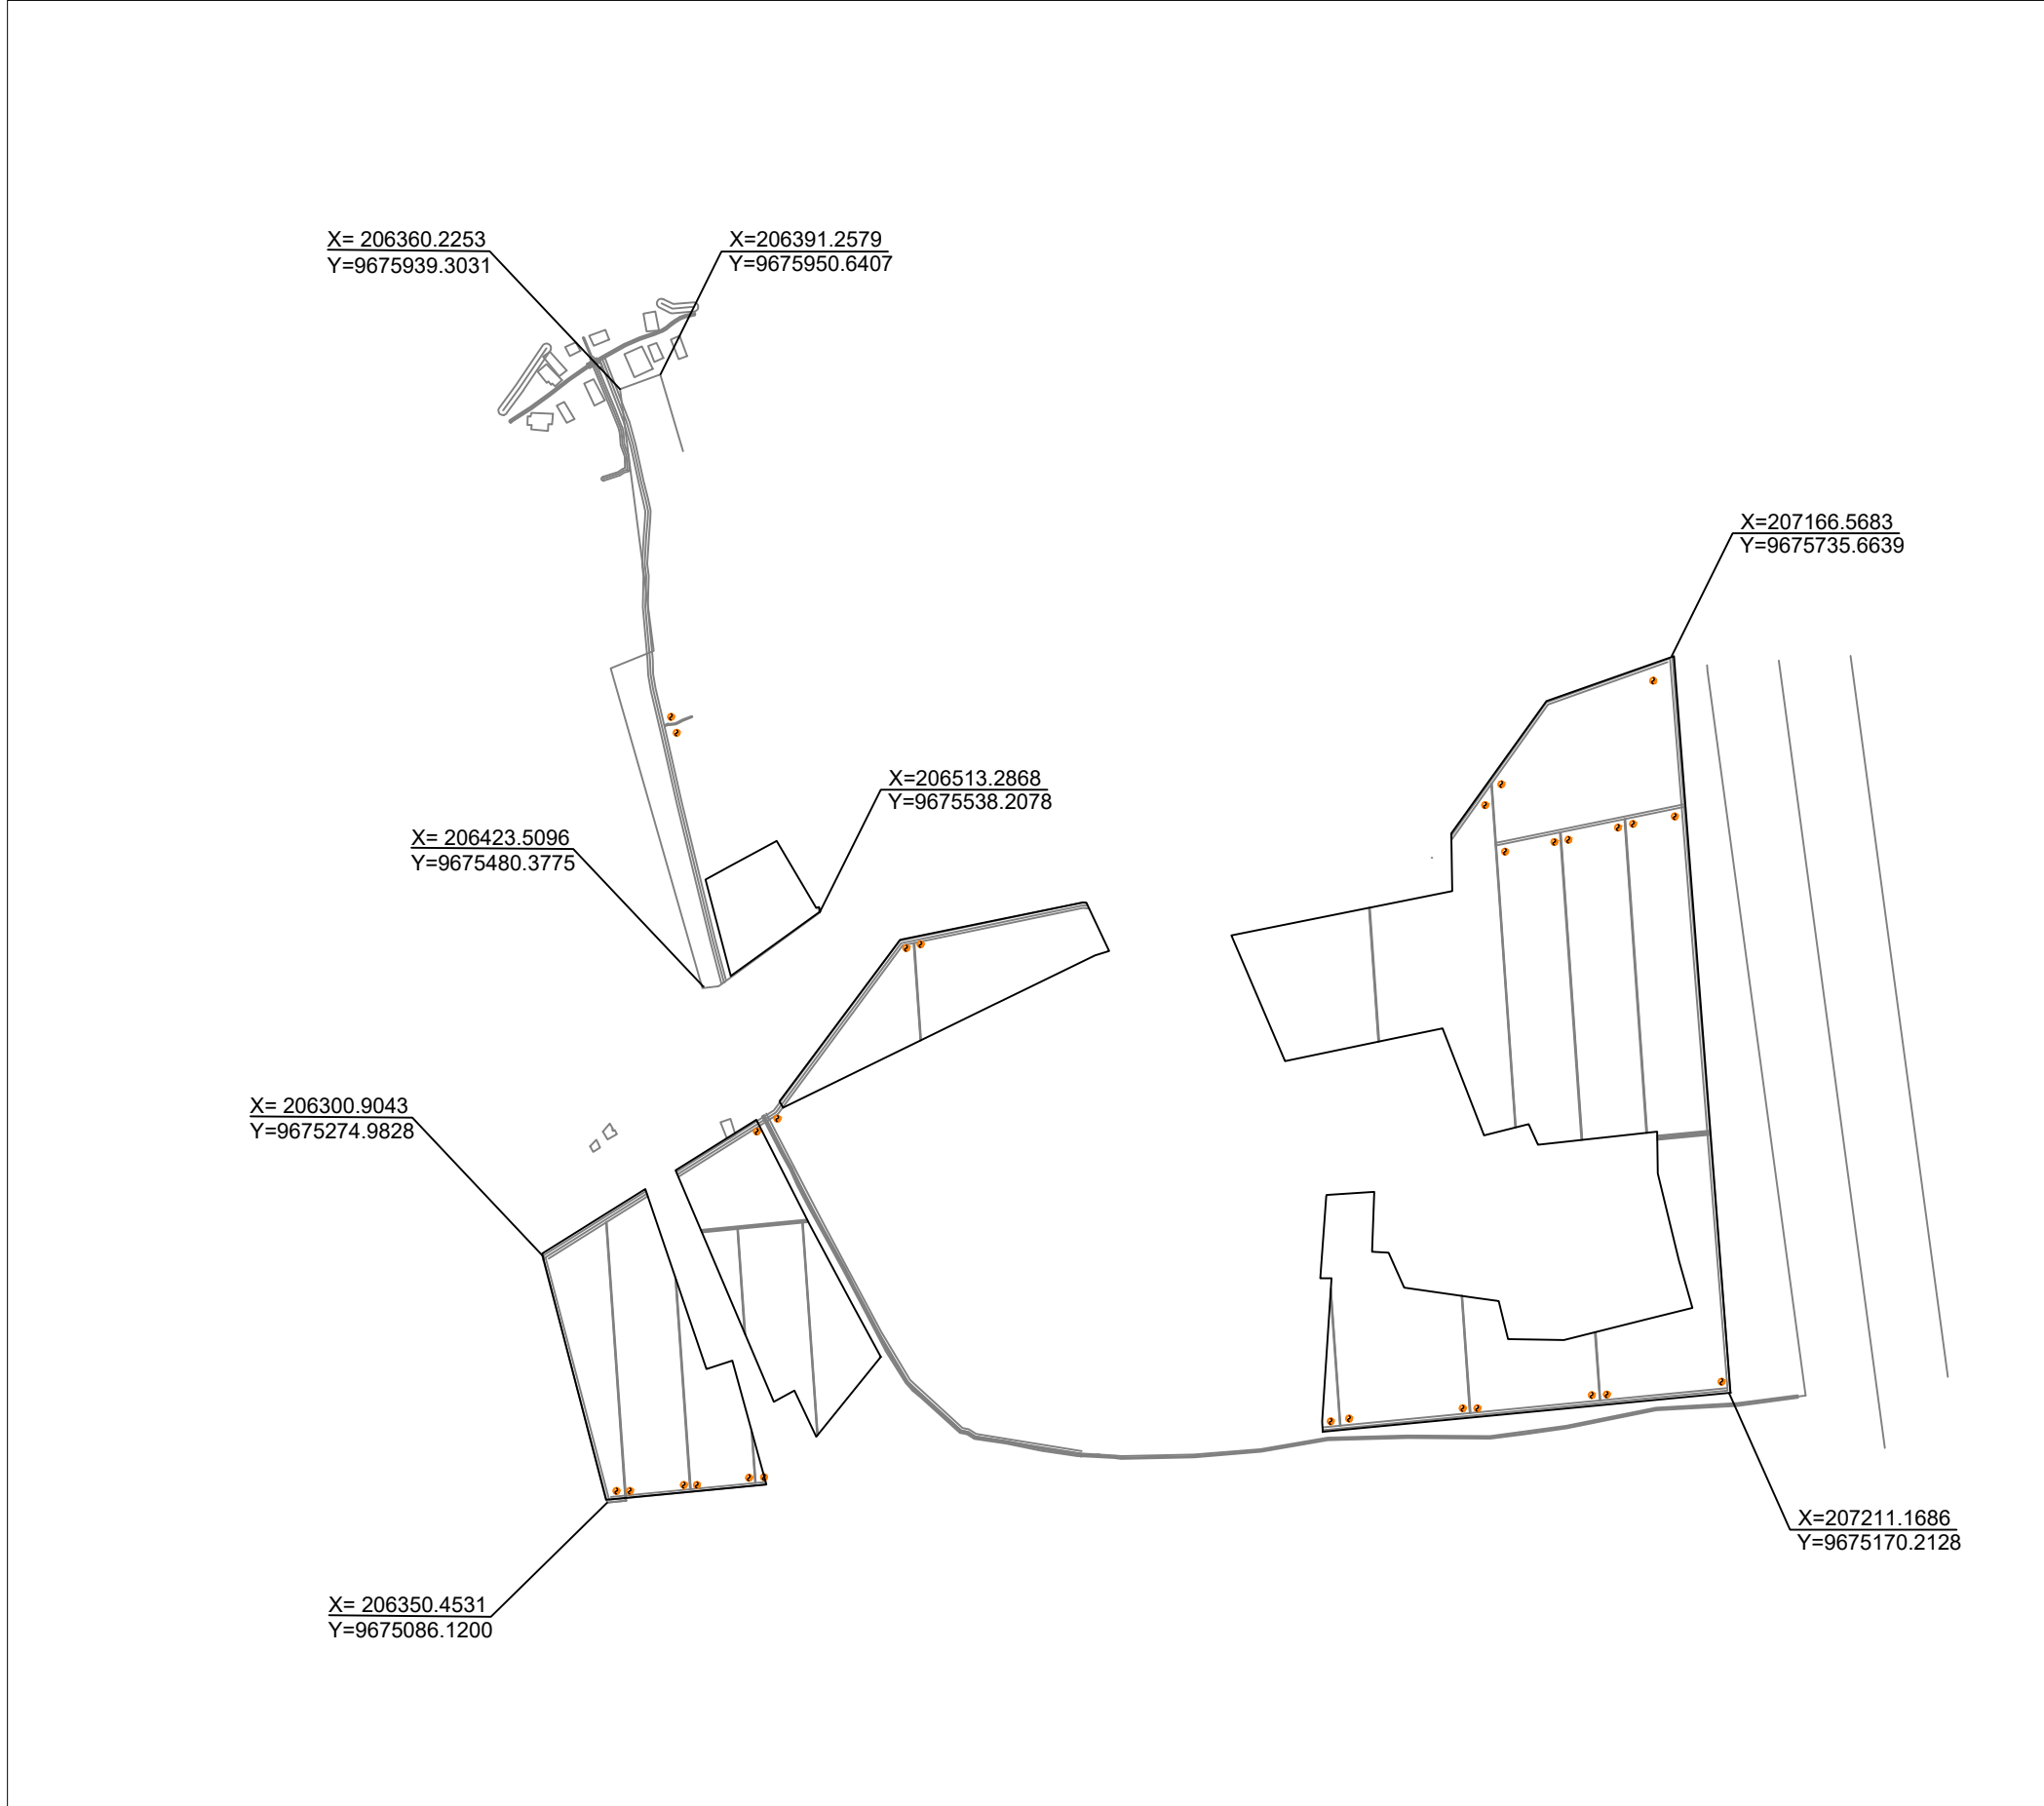 X= 206360.2253
Y=9675939.3031
X=206391.2579
Y=9675950.6407
X=207166.5683
Y=9675735.6639
X=206513.2868
Y=9675538.2078
X= 206423.5096
Y=9675480.3775
X= 206300.9043
Y=9675274.9828
X=207211.1686
Y=9675170.2128
X= 206350.4531
Y=9675086.1200